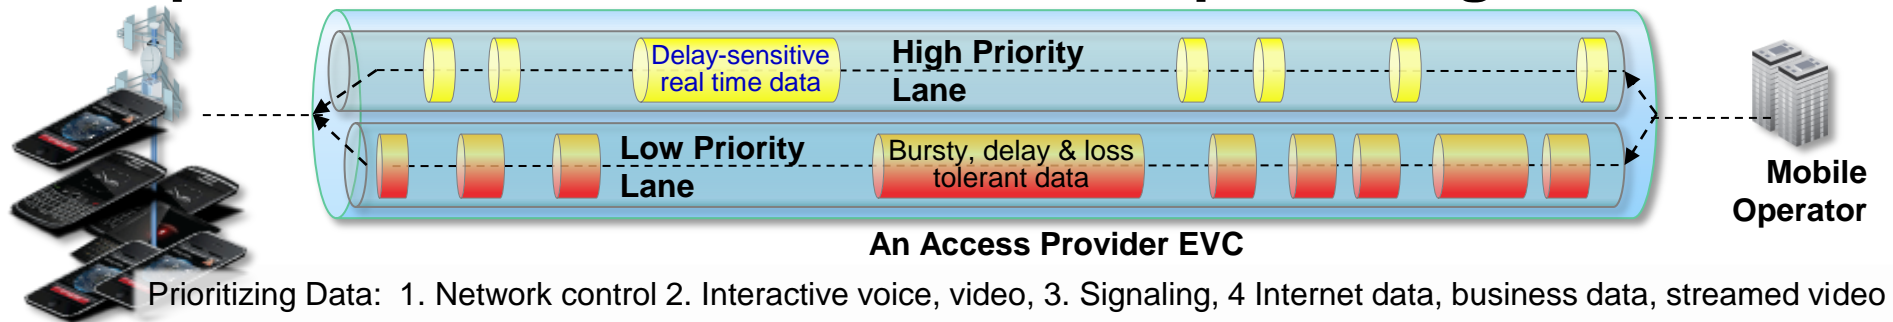 Delay-sensitive
real time data
High Priority
Lane
Low Priority
Lane
Bursty, delay & loss
tolerant data
Mobile
Operator
An Access Provider EVC
Prioritizing Data: 1. Network control 2. Interactive voice, video, 3. Signaling, 4 Internet data, business data, streamed video